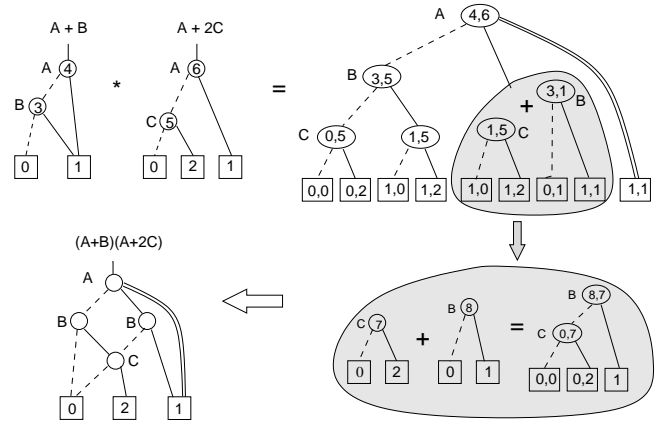 A + B
A + 2C
A 4
*
A 6
=
B 3
C 5
0 1
0 2 1
A 4,6
B 3,5
+ 3,1 B
C 0,5
1,5
1,5 C
0,0 0,2 1,0 1,2 1,0 1,2 0,1 1,1 1,1
(A+B)(A+2C)
A
B B
C
0 2 1
C 7
+
B 8
=
B 8,7
C 0,7
0 2
0 1
0,0 0,2 1